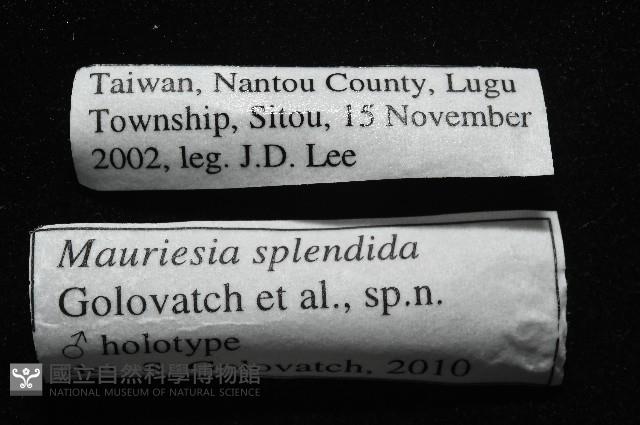 Taiwan, Nantou County, Lugu
Township, Sitou, 15 November
2002, leg. J.D. Lee
Mauriesia splendida
Golovatch et al., sp.n.
♂ holotype
Golovatch, 2010
國立自然科學博物館
NATIONAL MUSEUM OF NATURAL SCIENCE